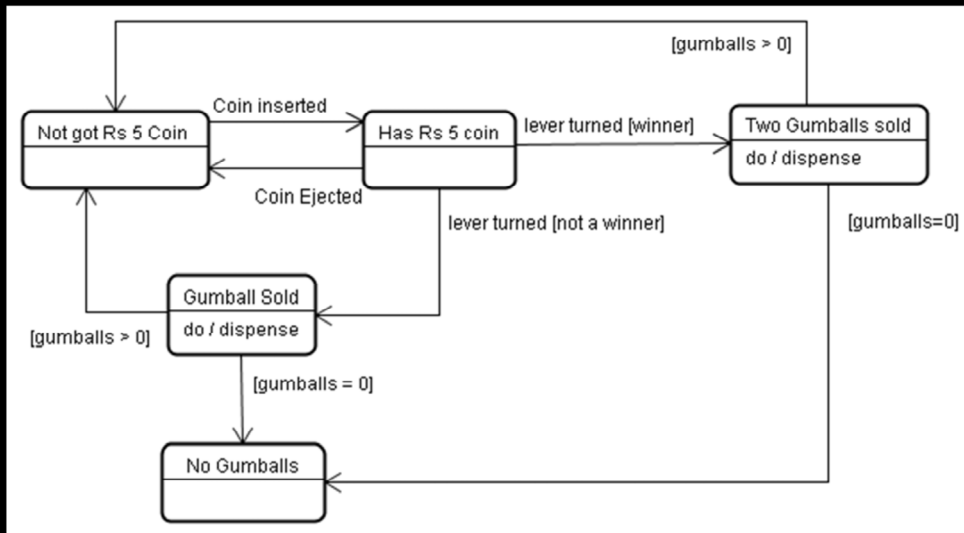 [gumballs > 0]
Coin inserted
Not got Rs 5 Coin
Has Rs 5 coin
lever turned [winner]
Two Gumballs sold
do / dispense
Coin Ejected
lever turned [not a winner]
[gumballs=0]
Gumball Sold
do / dispense
[gumballs > 0]
[gumballs = 0]
No Gumballs